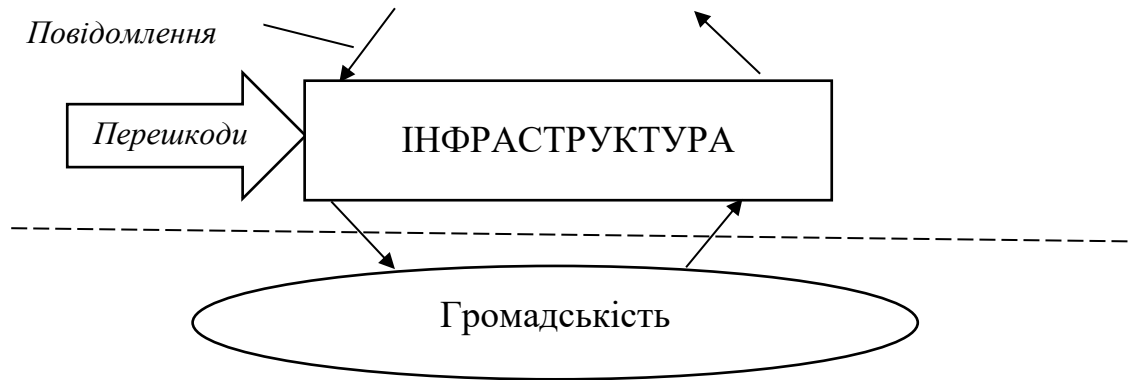 Повідомлення
Перешкоди
ІНФРАСТРУКТУРА
Громадськість